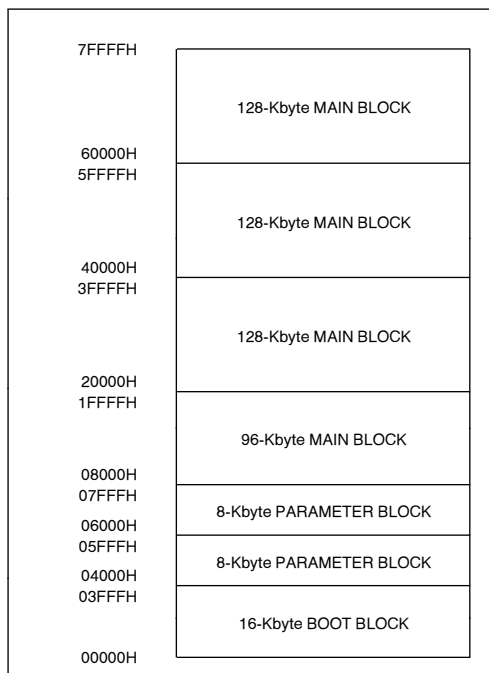 7FFFFH
128-Kbyte MAIN BLOCK
60000H
5FFFFH
128-Kbyte MAIN BLOCK
40000H
3FFFFH
128-Kbyte MAIN BLOCK
20000H
1FFFFH
96-Kbyte MAIN BLOCK
08000H
07FFFH
8-Kbyte PARAMETER BLOCK
06000H
05FFFH
8-Kbyte PARAMETER BLOCK
04000H
03FFFH
16-Kbyte BOOT BLOCK
00000H